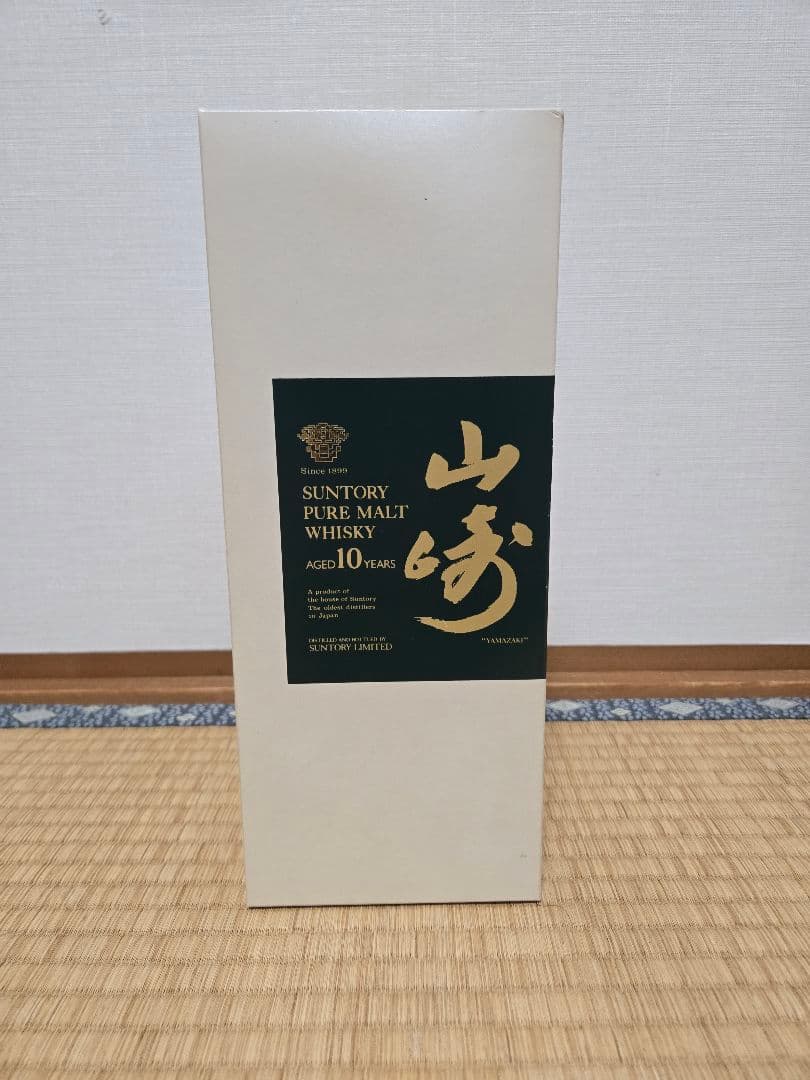 Since 1899
SUNTORY
PURE MALT
WHISKY
AGED 10 YEARS
A product of
the house of Suntory
The oldest distillers
in Japan
DISTILLED AND BOTTLED BY
SUNTORY LIMITED
山崎
"YAMAZAKI"